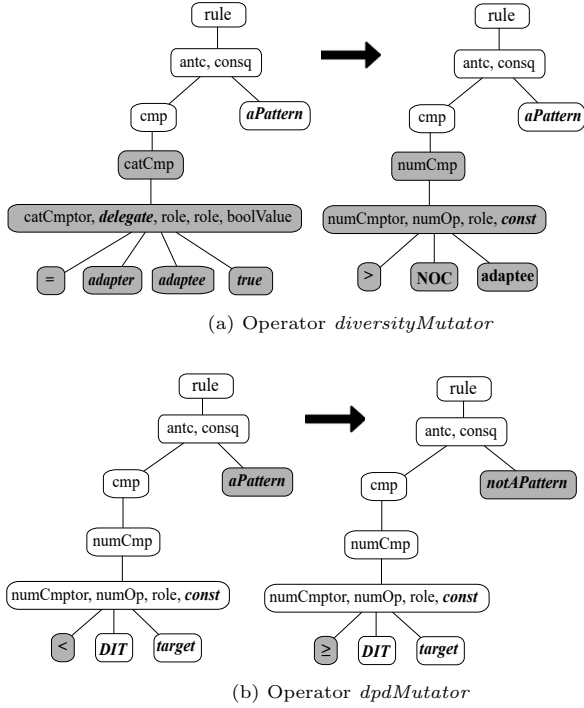 rule
rule
antc, consq
antc, consq
cmp
aPattern
cmp
aPattern
catCmp
numCmp
catCmptor, delegate, role, role, boolValue
numCmptor, numOp, role, const
=
adapter
adaptee
true
>
NOC
adaptee
(a) Operator diversityMutator
rule
rule
antc, consq
antc, consq
cmp
aPattern
cmp
notAPattern
numCmp
numCmp
numCmptor, numOp, role, const
numCmptor, numOp, role, const
<
DIT
target
≥
DIT
target
(b) Operator dpdMutator